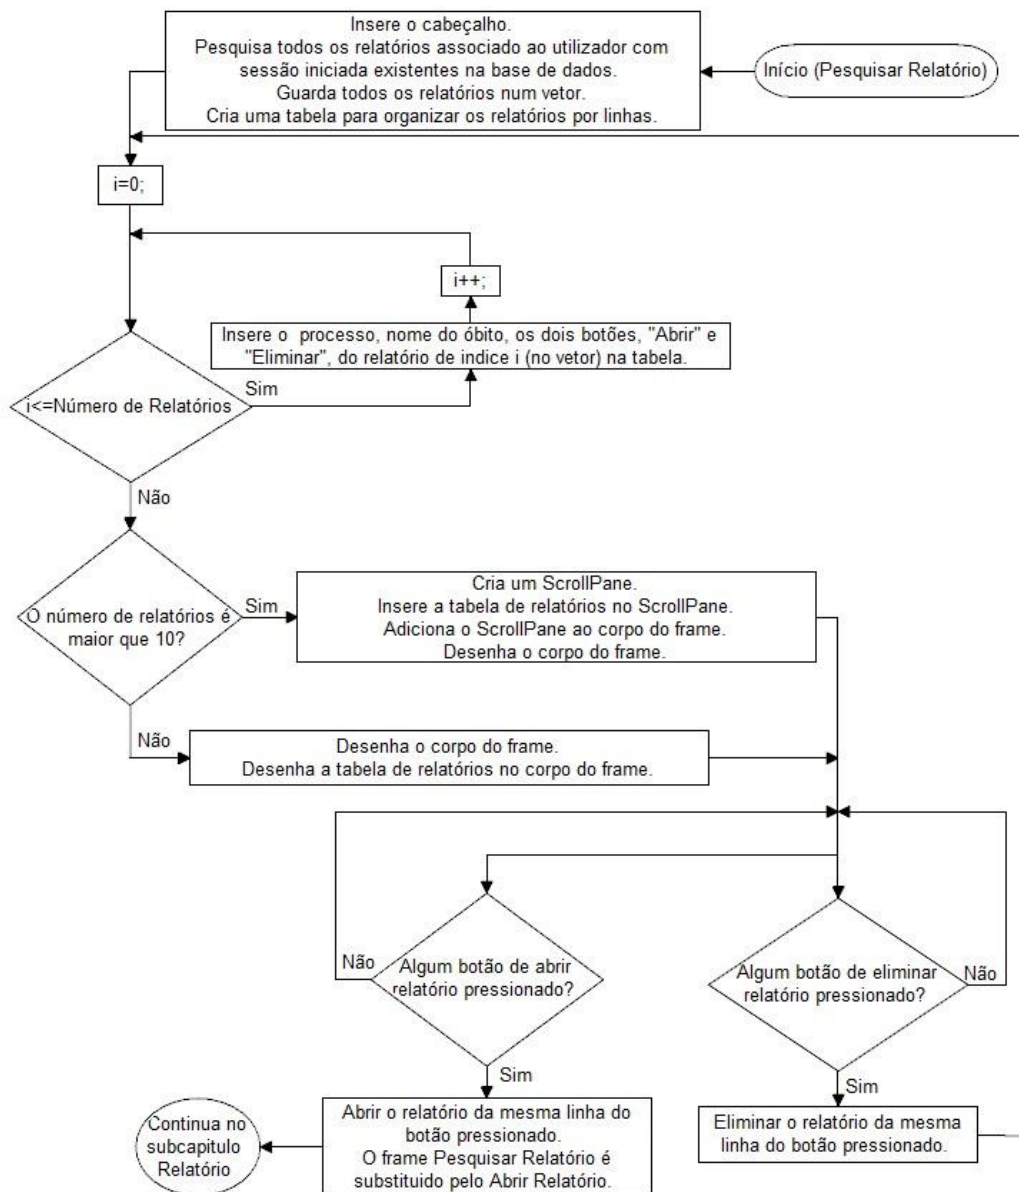 Início (Pesquisar Relatório)
Insere o cabeçalho.
Pesquisa todos os relatórios associado ao utilizador com
sessão iniciada existentes na base de dados.
Guarda todos os relatórios num vetor.
Cria uma tabela para organizar os relatórios por linhas.
i=0;
i++;
Insere o processo, nome do óbito, os dois botões, "Abrir" e
"Eliminar", do relatório de indice i (no vetor) na tabela.
Sim
i<=Número de Relatórios
Não
O número de relatórios é
maior que 10?
Sim
Cria um ScrollPane.
Insere a tabela de relatórios no ScrollPane.
Adiciona o ScrollPane ao corpo do frame.
Desenha o corpo do frame.
Não
Desenha o corpo do frame.
Desenha a tabela de relatórios no corpo do frame.
Não
Algum botão de abrir
relatório pressionado?
Algum botão de eliminar
relatório pressionado?
Não
Sim
Sim
Continua no
subcapitulo
Relatório
Abrir o relatório da mesma linha do
botão pressionado.
O frame Pesquisar Relatório é
substituido pelo Abrir Relatório.
Eliminar o relatório da mesma
linha do botão pressionado.